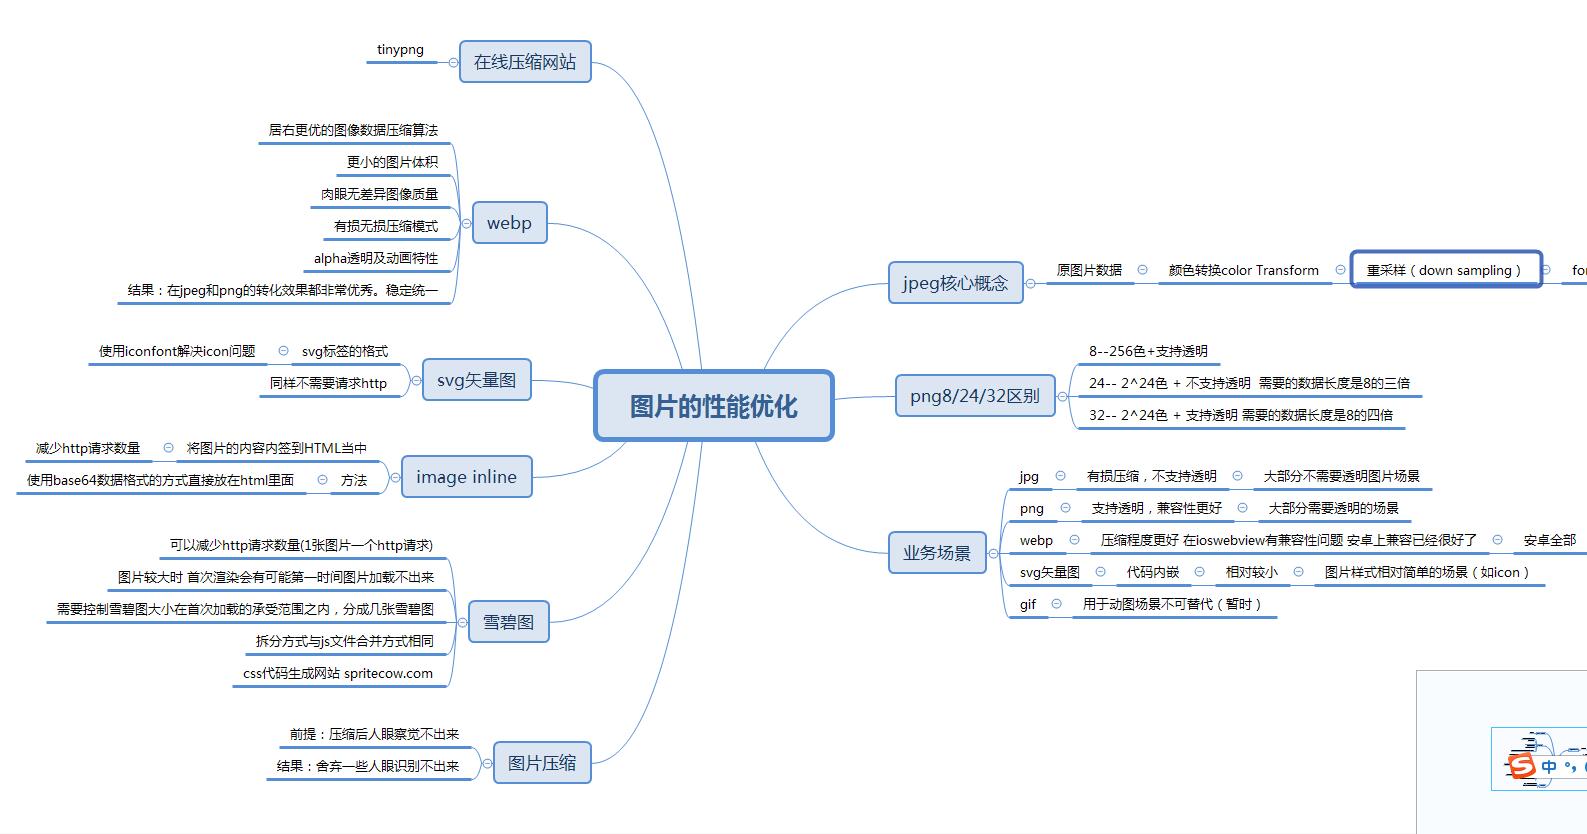 图片的性能优化
在线压缩网站
tinypng
webp
居右更优的图像数据压缩算法
更小的图片体积
肉眼无差异图像质量
有损无损压缩模式
alpha透明及动画特性
结果：在jpeg和png的转化效果都非常优秀。稳定统一
svg矢量图
svg标签的格式
使用iconfont解决icon问题
同样不需要请求http
image inline
将图片的内容内签到HTML当中
减少http请求数量
方法
使用base64数据格式的方式直接放在html里面
雪碧图
可以减少http请求数量(1张图片一个http请求)
图片较大时 首次渲染会有可能第一时间图片加载不出来
需要控制雪碧图大小在首次加载的承受范围之内，分成几张雪碧图
拆分方式与js文件合并方式相同
css代码生成网站 spritecow.com
图片压缩
前提：压缩后人眼察觉不出来
结果：舍弃一些人眼识别不出来
jpeg核心概念
原图片数据
颜色转换color Transform
重采样（down sampling）
png8/24/32区别
8--256色+支持透明
24-- 2^24色 + 不支持透明 需要的数据长度是8的三倍
32-- 2^24色 + 支持透明 需要的数据长度是8的四倍
业务场景
jpg
有损压缩，不支持透明
大部分不需要透明图片场景
png
支持透明，兼容性更好
大部分需要透明的场景
webp
压缩程度更好 在ioswebview有兼容性问题 安卓上兼容已经很好了
安卓全部
svg矢量图
代码内嵌
相对较小
图片样式相对简单的场景（如icon）
gif
用于动图场景不可替代（暂时）
中